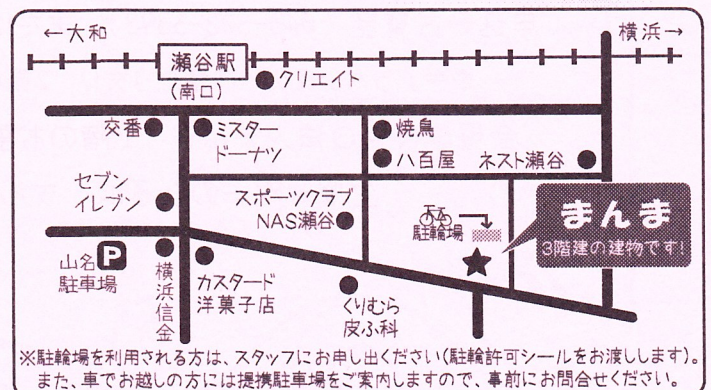 ←大和
横浜→
瀬谷駅
(南口)
クリエイト
交番
ミスター
ドーナツ
焼鳥
八百屋
ネスト瀬谷
セブン
イレブン
スポーツクラブ
NAS瀬谷
駐車輪場
まんま
3階建の建物です!
山名
駐車場
P
横浜信金
カスタード
洋菓子店
くりむら
皮ふ科
※駐輪場を利用される方は、スタッフにお申し出ください(駐輪許可シールをお渡しします)。
また、車でお越しの方には提携駐車場をご案内しますので、事前にお問合せください。